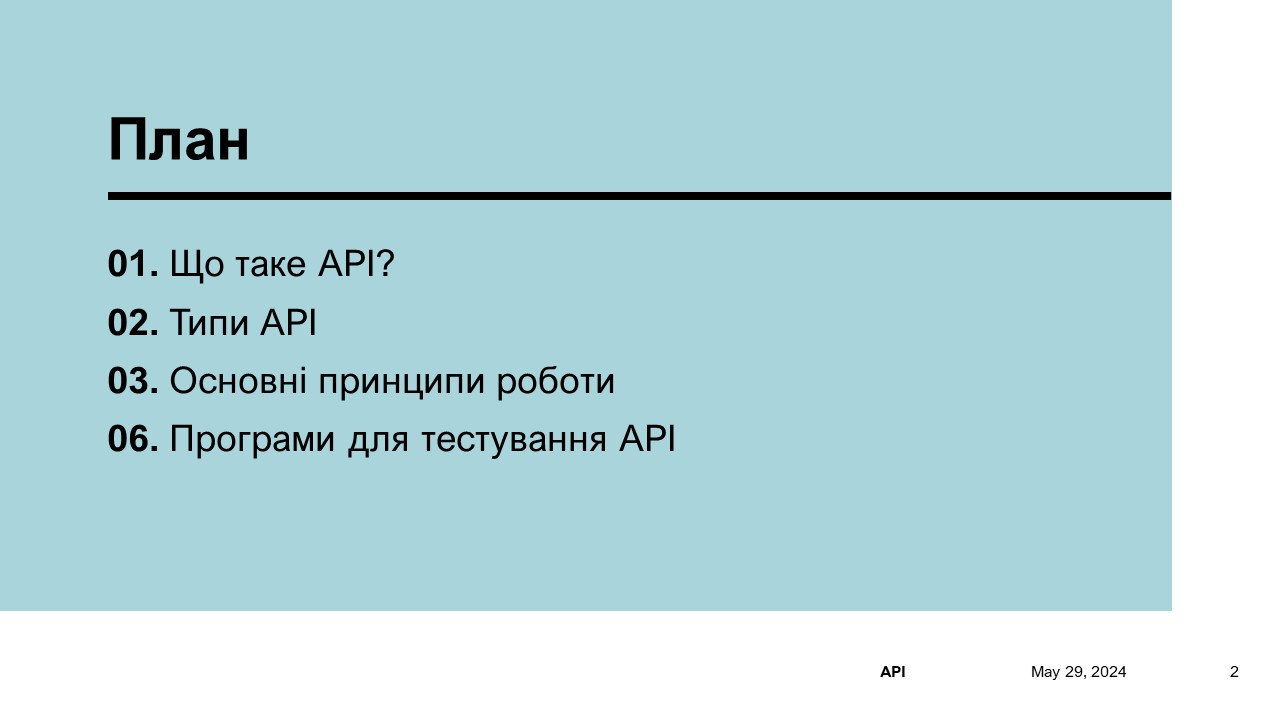 План
01. Що таке API?
02. Типи API
03. Основні принципи роботи
06. Програми для тестування API
API May 29, 2024 2